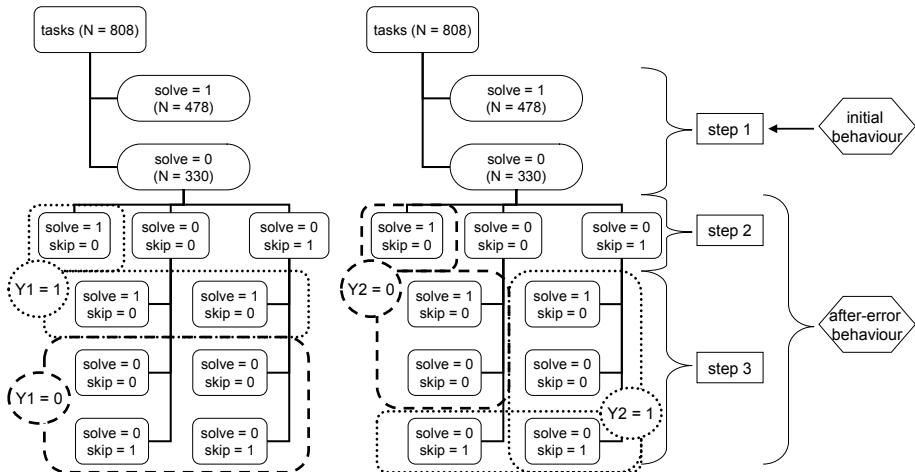 tasks (N = 808)
solve = 1
(N = 478)
solve = 0
(N = 330)
solve = 1
skip = 0
solve = 0
skip = 0
solve = 0
skip = 1
Y1 = 1
solve = 1
skip = 0
solve = 1
skip = 0
solve = 0
skip = 0
solve = 0
skip = 0
Y1 = 0
solve = 0
skip = 1
solve = 0
skip = 1
tasks (N = 808)
solve = 1
(N = 478)
solve = 0
(N = 330)
solve = 1
skip = 0
solve = 0
skip = 0
solve = 0
skip = 1
Y2 = 0
solve = 1
skip = 0
solve = 1
skip = 0
solve = 0
skip = 0
solve = 0
skip = 0
Y2 = 1
solve = 0
skip = 1
solve = 0
skip = 1
step 1
initial
behaviour
step 2
step 3
after-error
behaviour